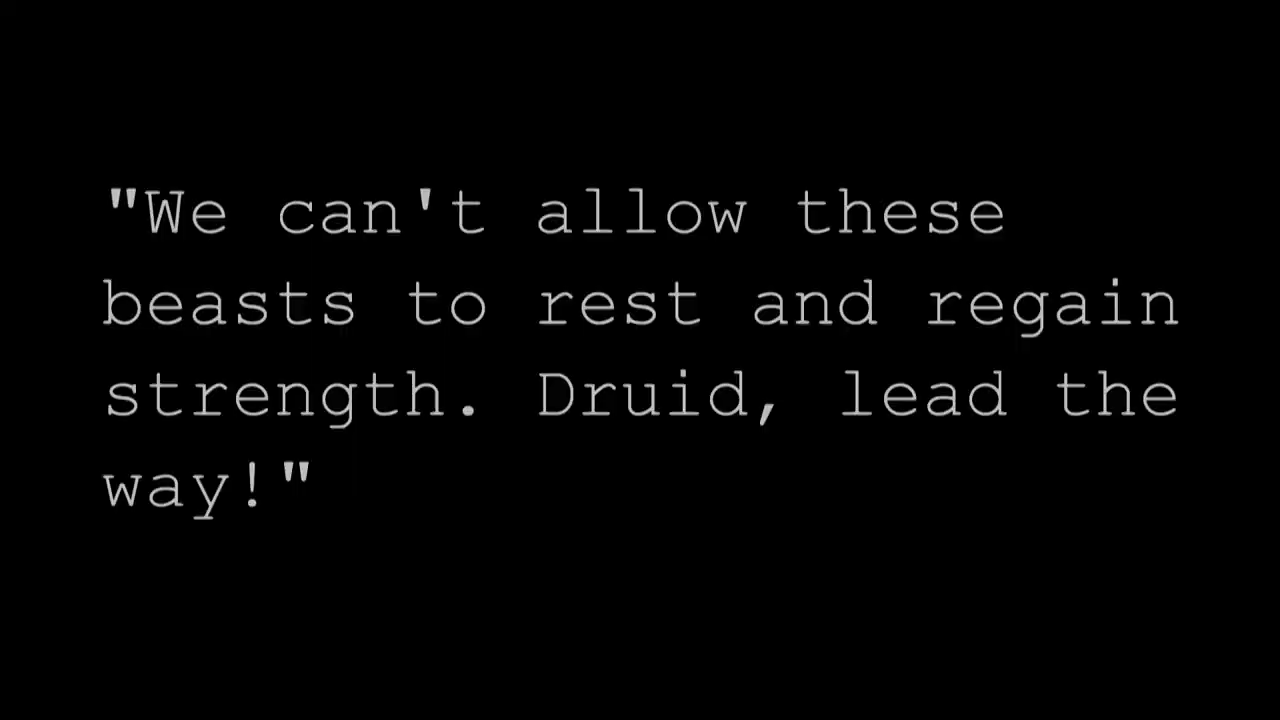 "We can't allow these
beasts to rest and regain
strength. Druid, lead the
way!"